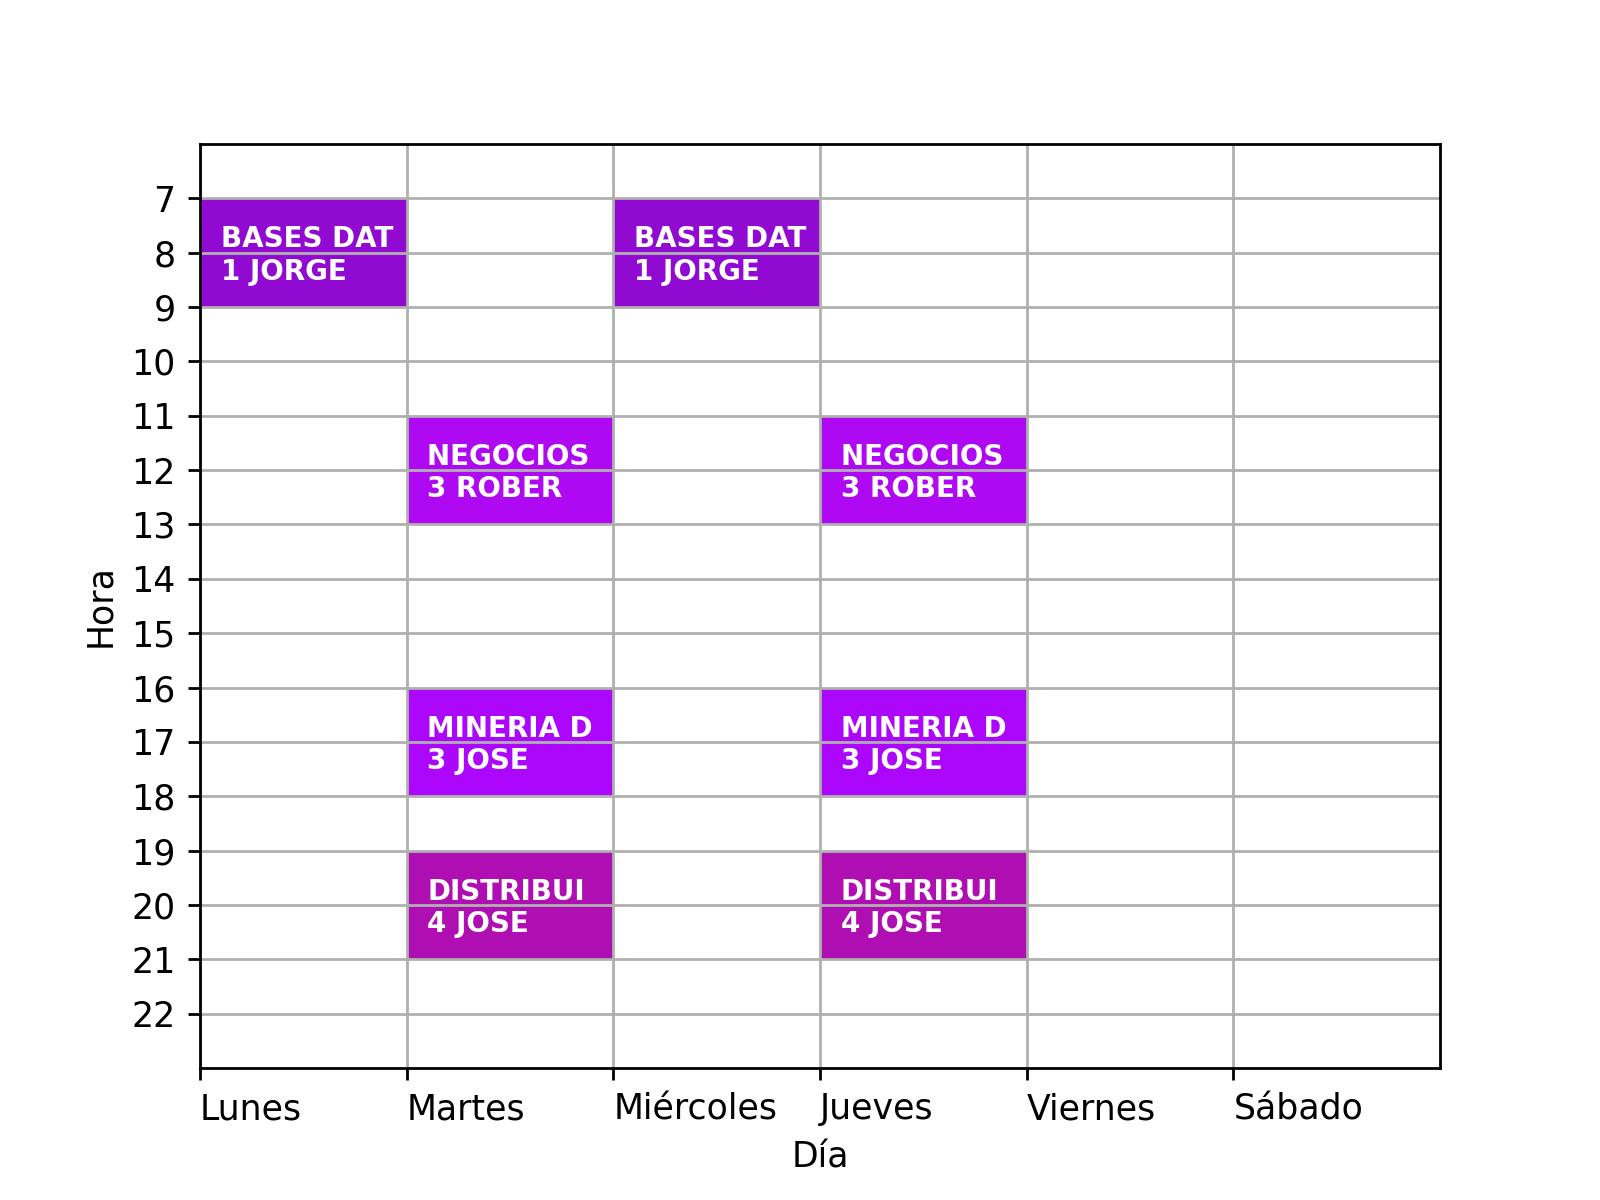 7
8
9
10
11
12
13
14
15
16
17
18
19
20
21
22
Hora
BASES DAT
1 JORGE
BASES DAT
1 JORGE
NEGOCIOS
3 ROBER
NEGOCIOS
3 ROBER
MINERIA D
3 JOSE
MINERIA D
3 JOSE
DISTRIBUI
4 JOSE
DISTRIBUI
4 JOSE
Lunes
Martes
Miércoles
Jueves
Viernes
Sábado
Día